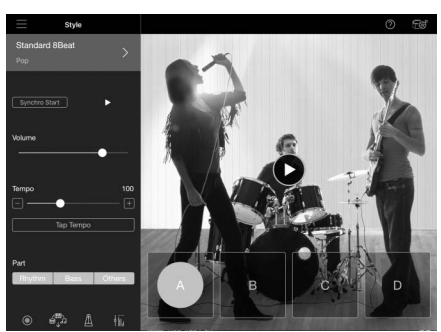 Style
Standard 8Beat
Pop
Synchro Start
Volume
Tempo 100
Tap Tempo
Part
Rhythm Bass Others
A B C D